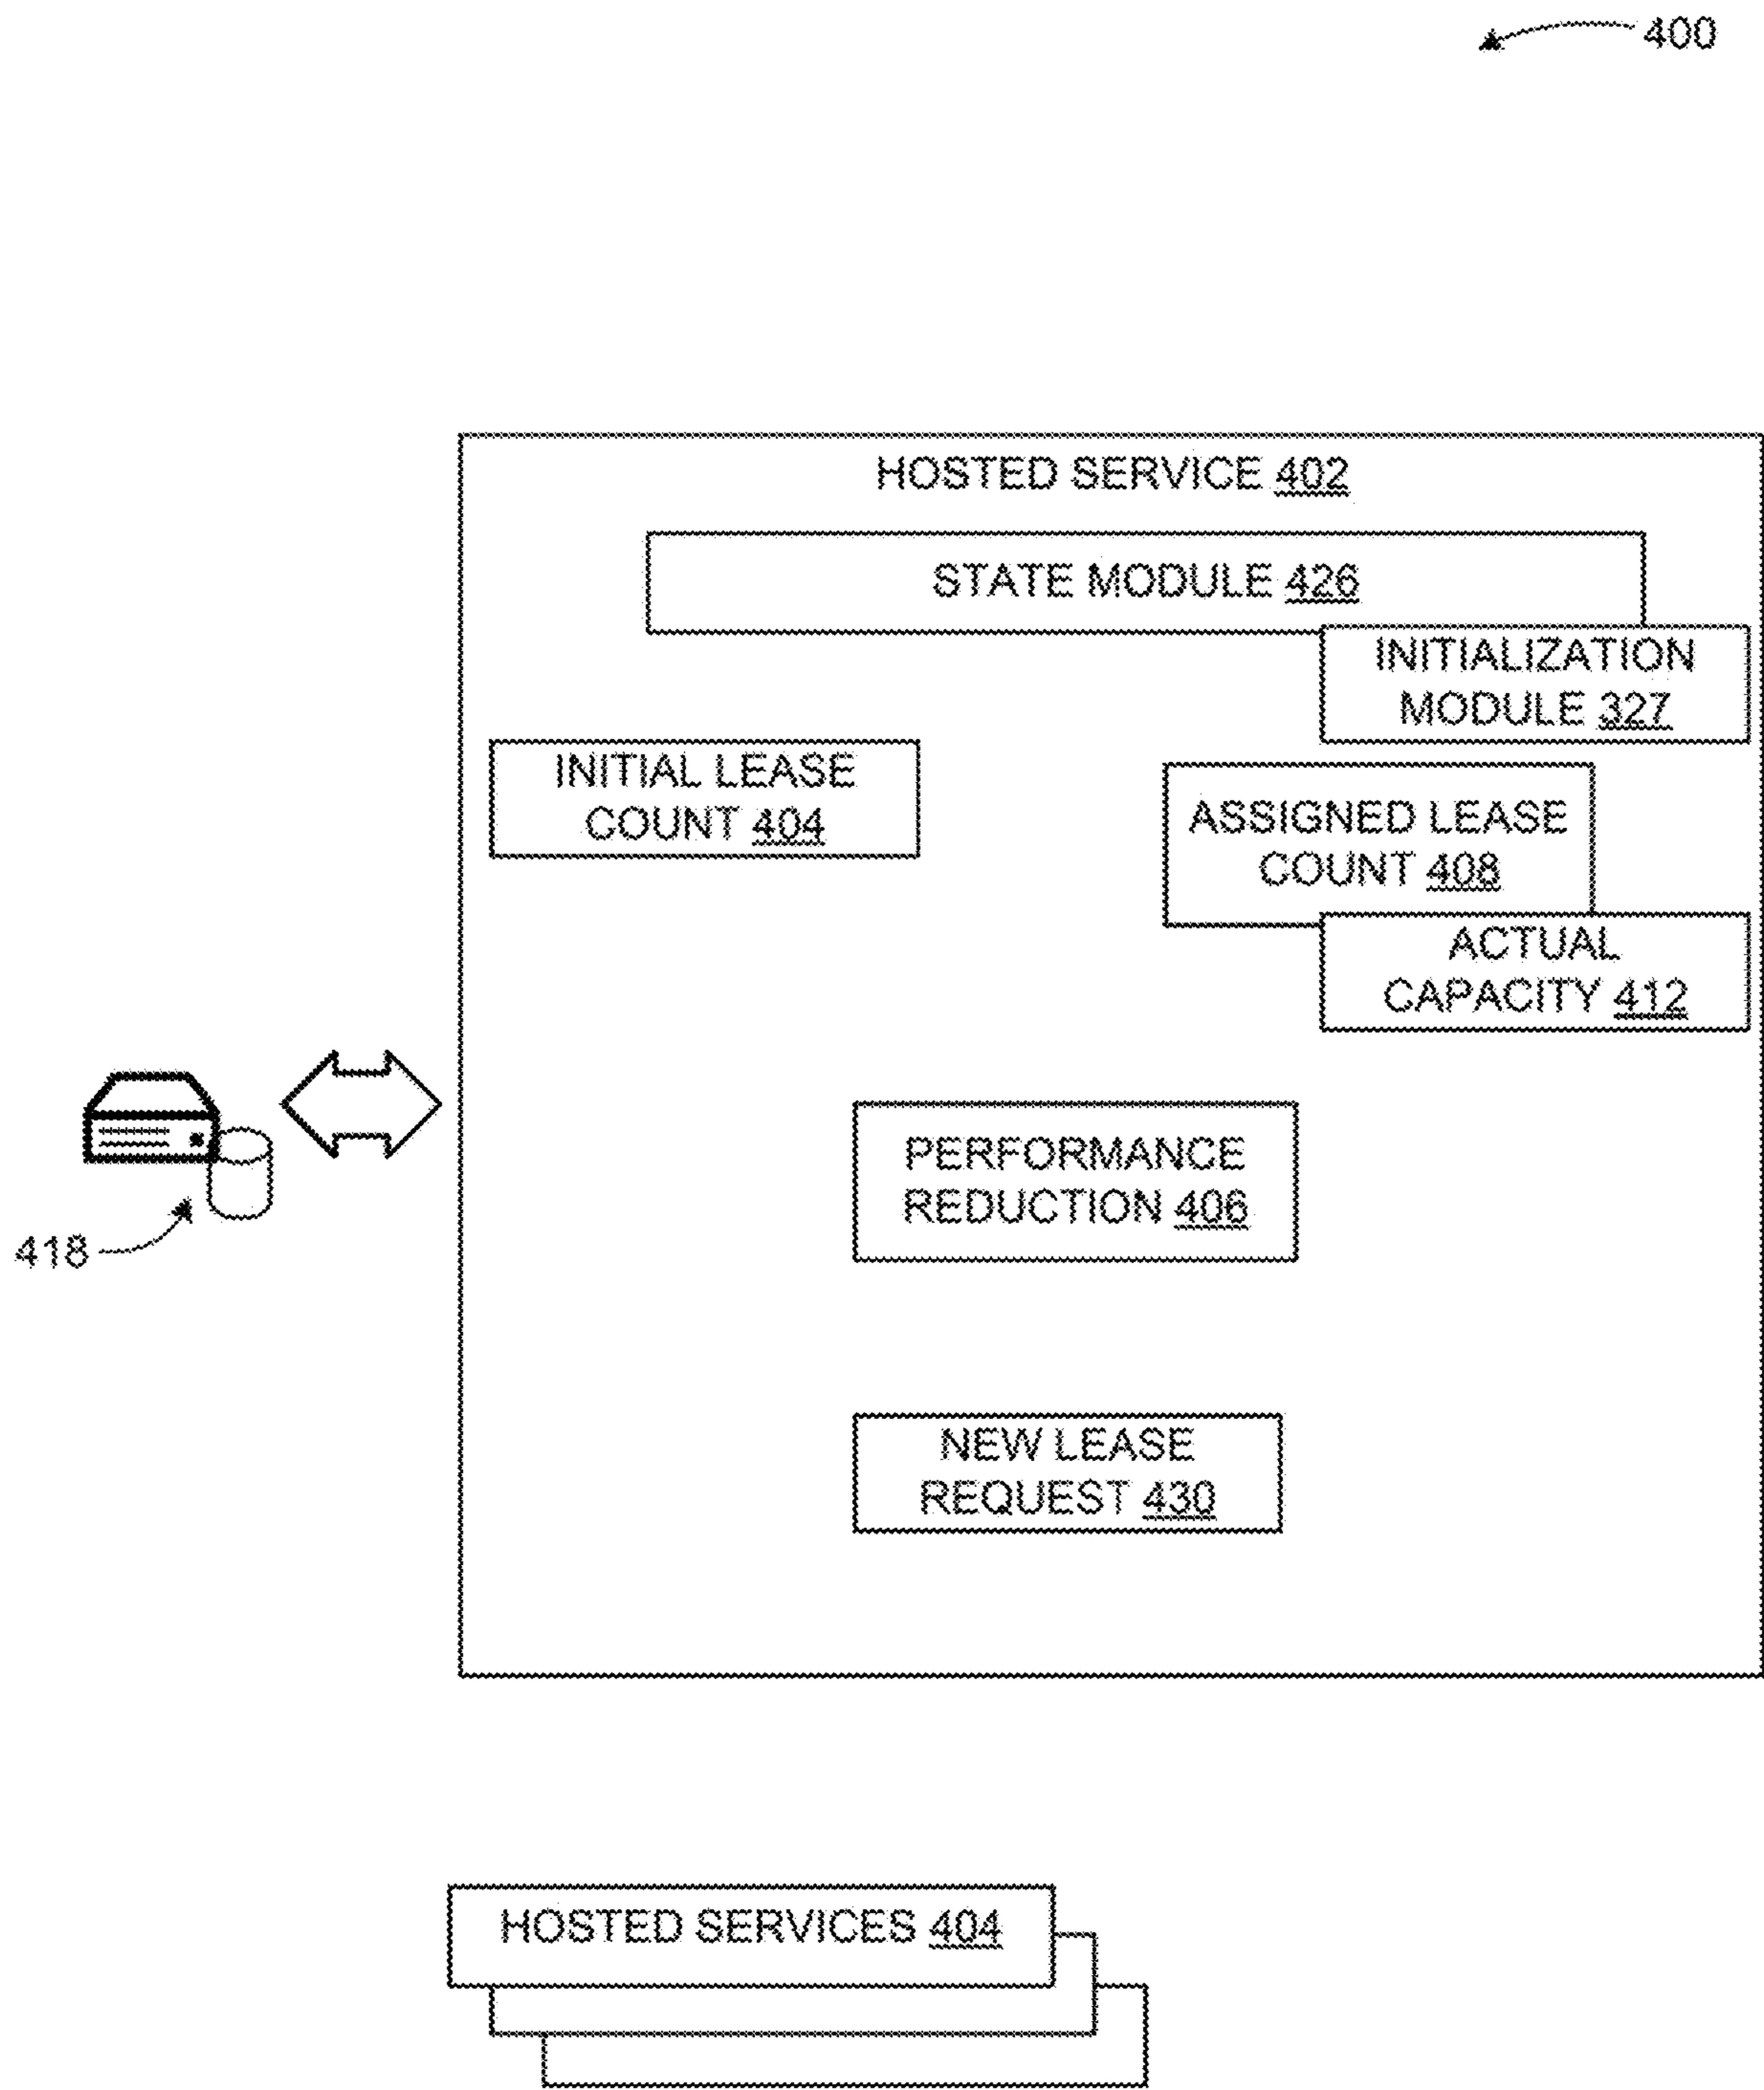 400
HOSTED SERVICE 402
STATE MODULE 426
INITIALIZATION
MODULE 327
INITIAL LEASE
COUNT 404
ASSIGNED LEASE
COUNT 408
ACTUAL
CAPACITY 412
PERFORMANCE
REDUCTION 406
418
NEW LEASE
REQUEST 430
HOSTED SERVICES 404